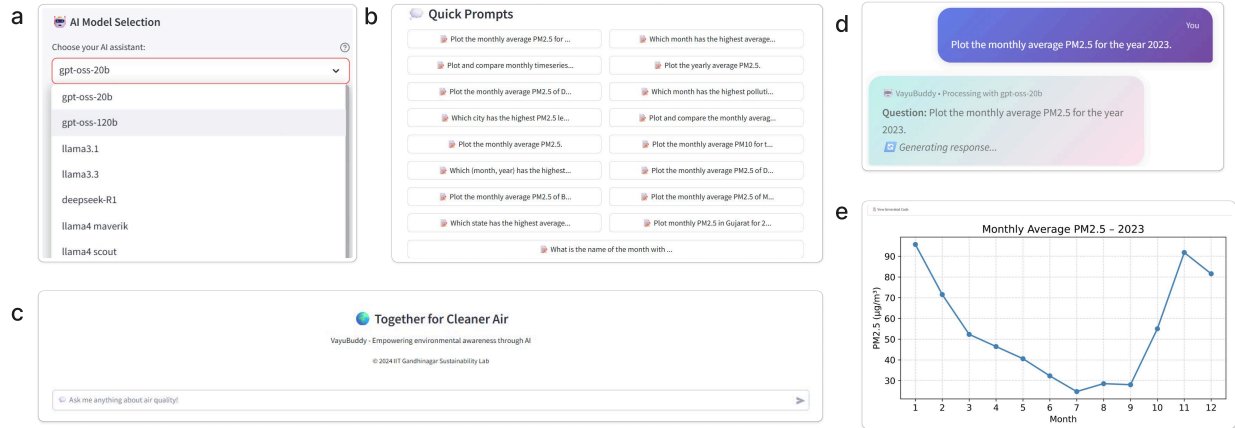 a
AI Model Selection
Choose your AI assistant:
gpt-oss-20b
gpt-oss-20b
gpt-oss-120b
llama3.1
llama3.3
deepseek-R1
llama4 maverik
llama4 scout
b
Quick Prompts
Plot the monthly average PM2.5 for ...
Which month has the highest average...
Plot and compare monthly timeseries...
Plot the yearly average PM2.5.
Plot the monthly average PM2.5 of D...
Which month has the highest polluti...
Which city has the highest PM2.5 le...
Plot and compare the monthly averag...
Plot the monthly average PM2.5.
Plot the monthly average PM10 for t...
Which (month, year) has the highest...
Plot the monthly average PM2.5 of D...
Plot the monthly average PM2.5 of B...
Plot the monthly average PM2.5 of M...
Which state has the highest average...
Plot monthly PM2.5 in Gujarat for 2...
What is the name of the month with ...
c
Together for Cleaner Air
VayuBuddy - Empowering environmental awareness through AI
© 2024 IIT Gandhinagar Sustainability Lab
Ask me anything about air quality!
d
You
Plot the monthly average PM2.5 for the year 2023.
VayuBuddy • Processing with gpt-oss-20b
Question: Plot the monthly average PM2.5 for the year
2023.
Generating response...
e
View Generated Code
Monthly Average PM2.5 – 2023
PM2.5 (µg/m³)
90
80
70
60
50
40
30
1 2 3 4 5 6 7 8 9 10 11 12
Month